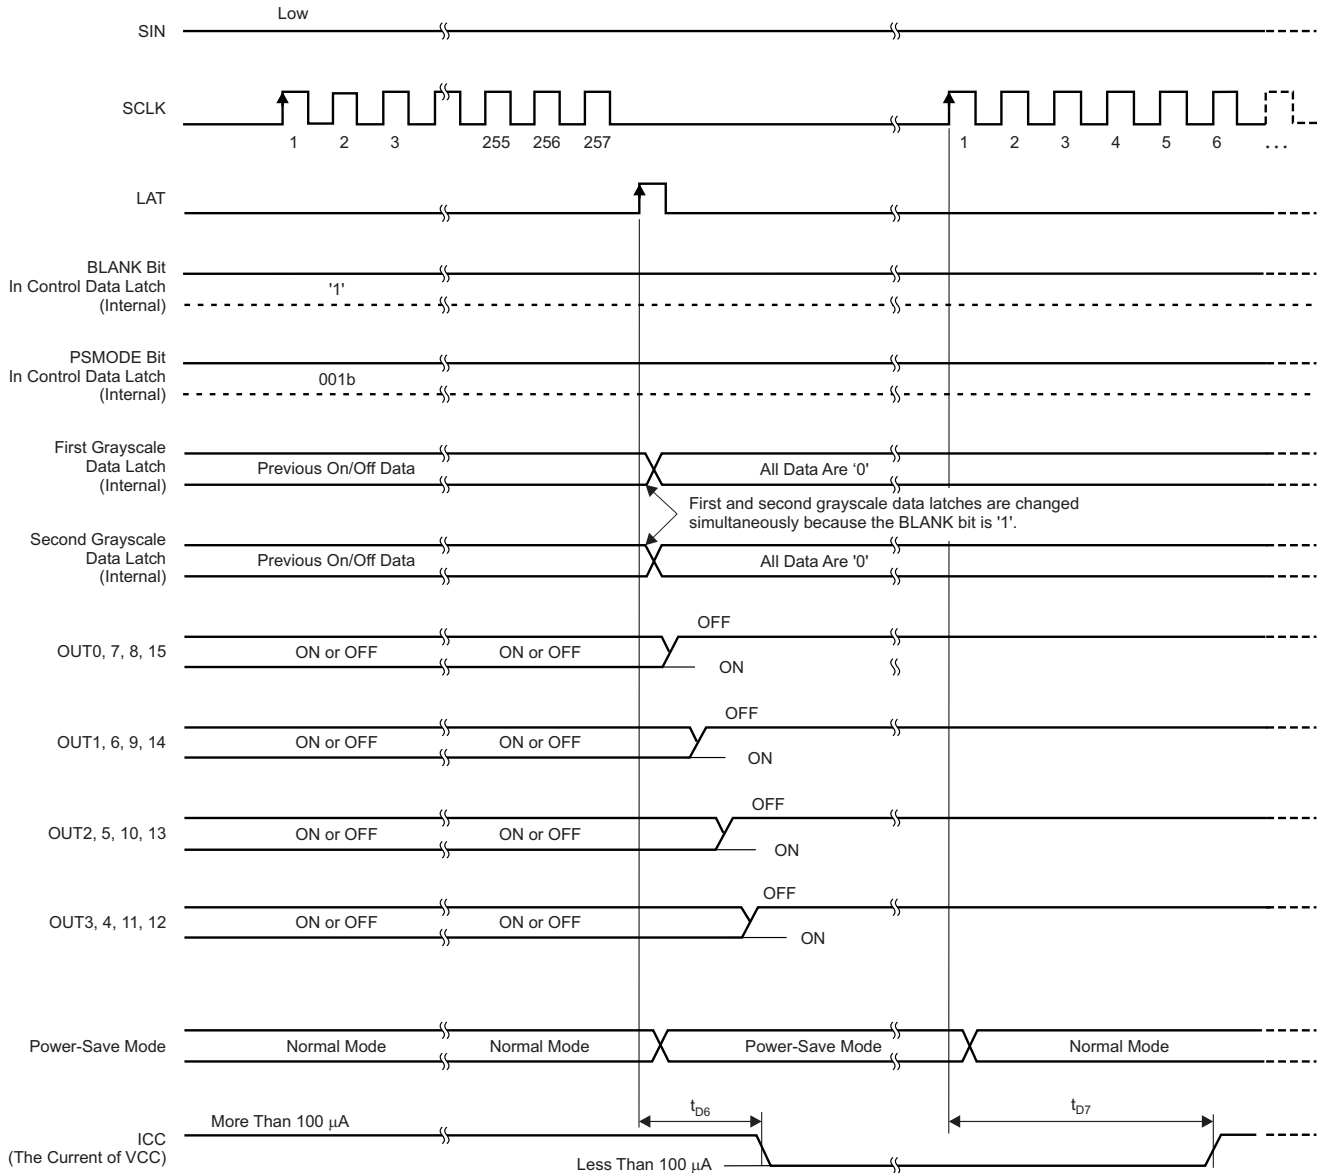 Low
SIN
SCLK
1 2 3 255 256 257 1 2 3 4 5 6 ...
LAT
BLANK Bit
In Control Data Latch
(Internal)
'1'
PSMODE Bit
In Control Data Latch
(Internal)
001b
First Grayscale
Data Latch
(Internal)
Previous On/Off Data
All Data Are ‘0’
First and second grayscale data latches are changed
simultaneously because the BLANK bit is '1'.
Second Grayscale
Data Latch
(Internal)
Previous On/Off Data
All Data Are '0'
OFF
OUT0, 7, 8, 15
ON or OFF ON or OFF
ON
OFF
OUT1, 6, 9, 14
ON or OFF ON or OFF
ON
OFF
OUT2, 5, 10, 13
ON or OFF ON or OFF
ON
OFF
OUT3, 4, 11, 12
ON or OFF ON or OFF
ON
Power-Save Mode
Normal Mode Normal Mode Power-Save Mode Normal Mode
tD6 tD7
More Than 100 μA
ICC
(The Current of VCC)
Less Than 100 μA